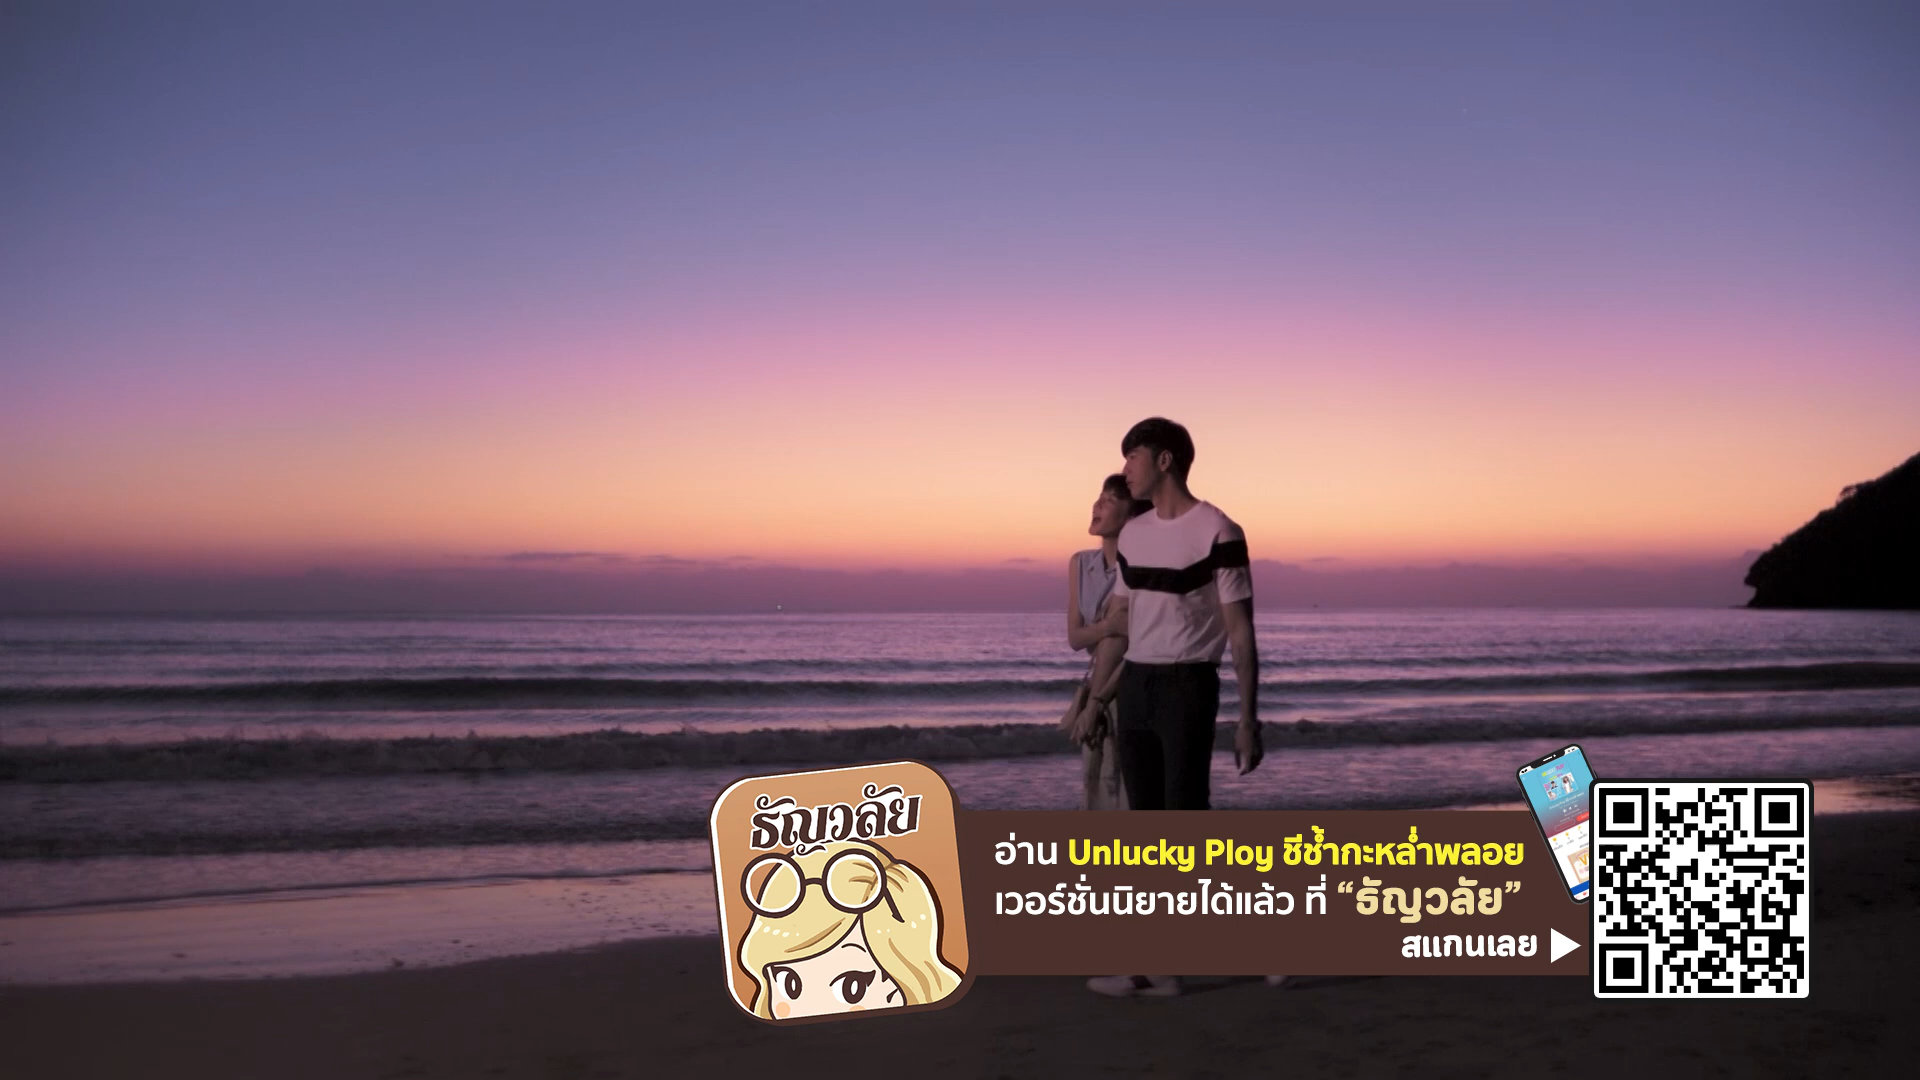 ธัญวลัย
อ่าน Unlucky Ploy ชีช้ำกะหล่ำพลอย
เวอร์ชั่นนิยายได้แล้ว ที่ “ธัญวลัย”
สแกนเลย